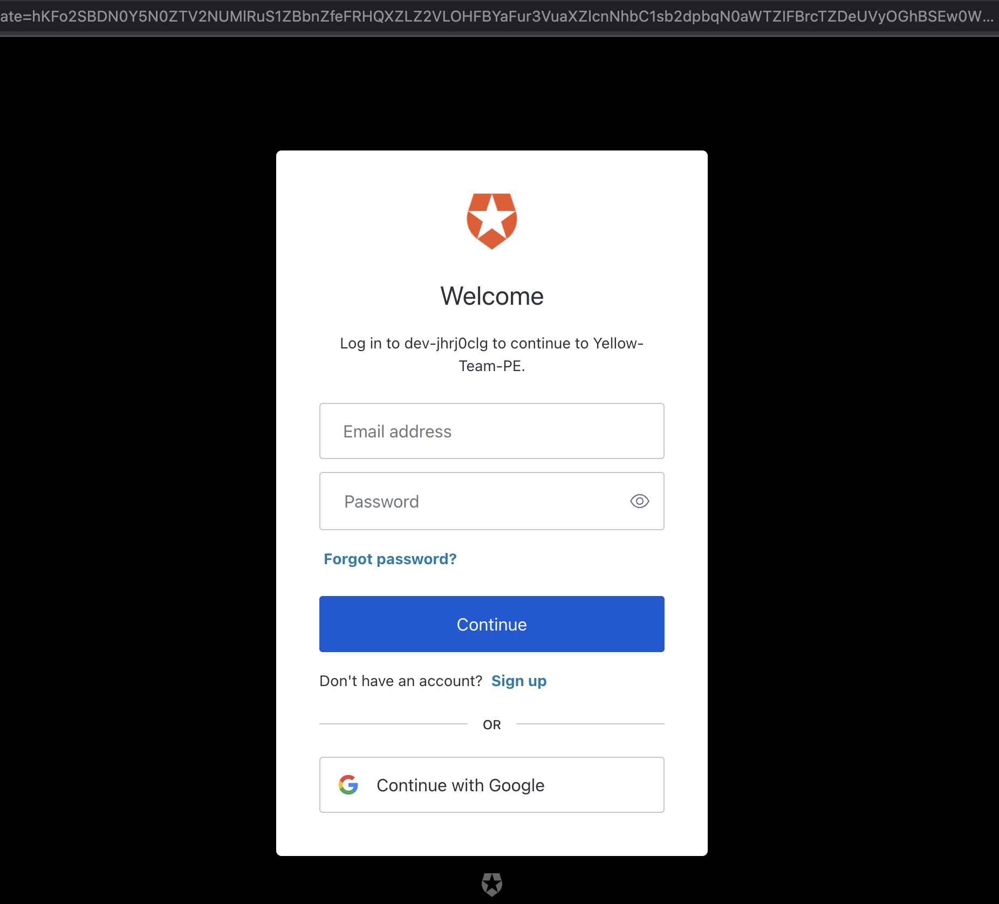 ate=hKFo2SBDN0Y5N0ZTV2NUMlRuS1ZBbnZfeFRHQXZLZ2VLOHFBYaFur3VuaXZlcnNhbC1sb2dpbqN0aWTZIFBrcTZDeUVyOGhBSEw0W...
Welcome
Log in to dev-jhrj0clg to continue to Yellow-
Team-PE.
Email address
Password
Forgot password?
Continue
Don't have an account? Sign up
OR
Continue with Google